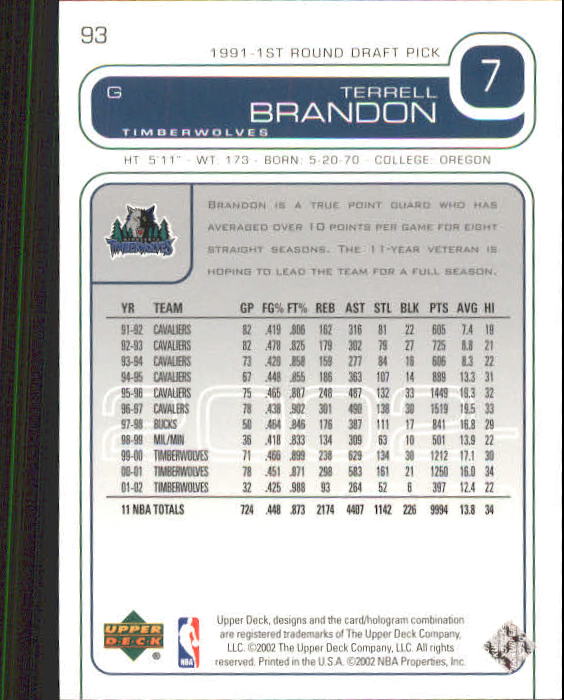 93
1991-1ST ROUND DRAFT PICK
7
G
TERRELL
BRANDON
TIMBERWOLVES
HT: 5'11" - WT: 173 - BORN: 5-20-70 - COLLEGE: OREGON
BRANDON IS A TRUE POINT GUARD WHO HAS
AVERAGED OVER 10 POINTS PER GAME FOR EIGHT
STRAIGHT SEASONS. THE 11-YEAR VETERAN IS
HOPING TO LEAD THE TEAM FOR A FULL SEASON.
TIMBERWOLVES
YR TEAM GP FG% FT% REB AST STL BLK PTS AVG HI
91-92 CAVALIERS 82 .419 .806 162 316 81 22 605 7.4 19
92-93 CAVALIERS 82 .478 .825 179 302 79 27 725 8.8 21
93-94 CAVALIERS 73 .420 .858 159 277 84 16 606 8.3 22
94-95 CAVALIERS 67 .448 .855 186 363 107 14 889 13.3 31
95-96 CAVALIERS 75 .465 .887 248 487 132 33 1449 19.3 32
96-97 CAVALERS 78 .438 .902 301 490 138 30 1519 19.5 33
97-98 BUCKS 50 .464 .846 176 387 111 17 841 16.8 29
98-99 MIL/MIN 36 .418 .833 134 309 63 10 501 13.9 22
99-00 TIMBERWOLVES 71 .466 .899 238 629 134 30 1212 17.1 30
00-01 TIMBERWOLVES 78 .451 .871 298 583 161 21 1250 16.0 34
01-02 TIMBERWOLVES 32 .425 .988 93 264 52 6 397 12.4 22
11 NBA TOTALS 724 .448 .873 2174 4407 1142 226 9994 13.8 34
UPPER
DECK
®
NBA
Upper Deck, designs and the card/hologram combination
are registered trademarks of The Upper Deck Company,
LLC. ©2002 The Upper Deck Company, LLC. All rights
reserved. Printed in the U.S.A. ©2002 NBA Properties, Inc.